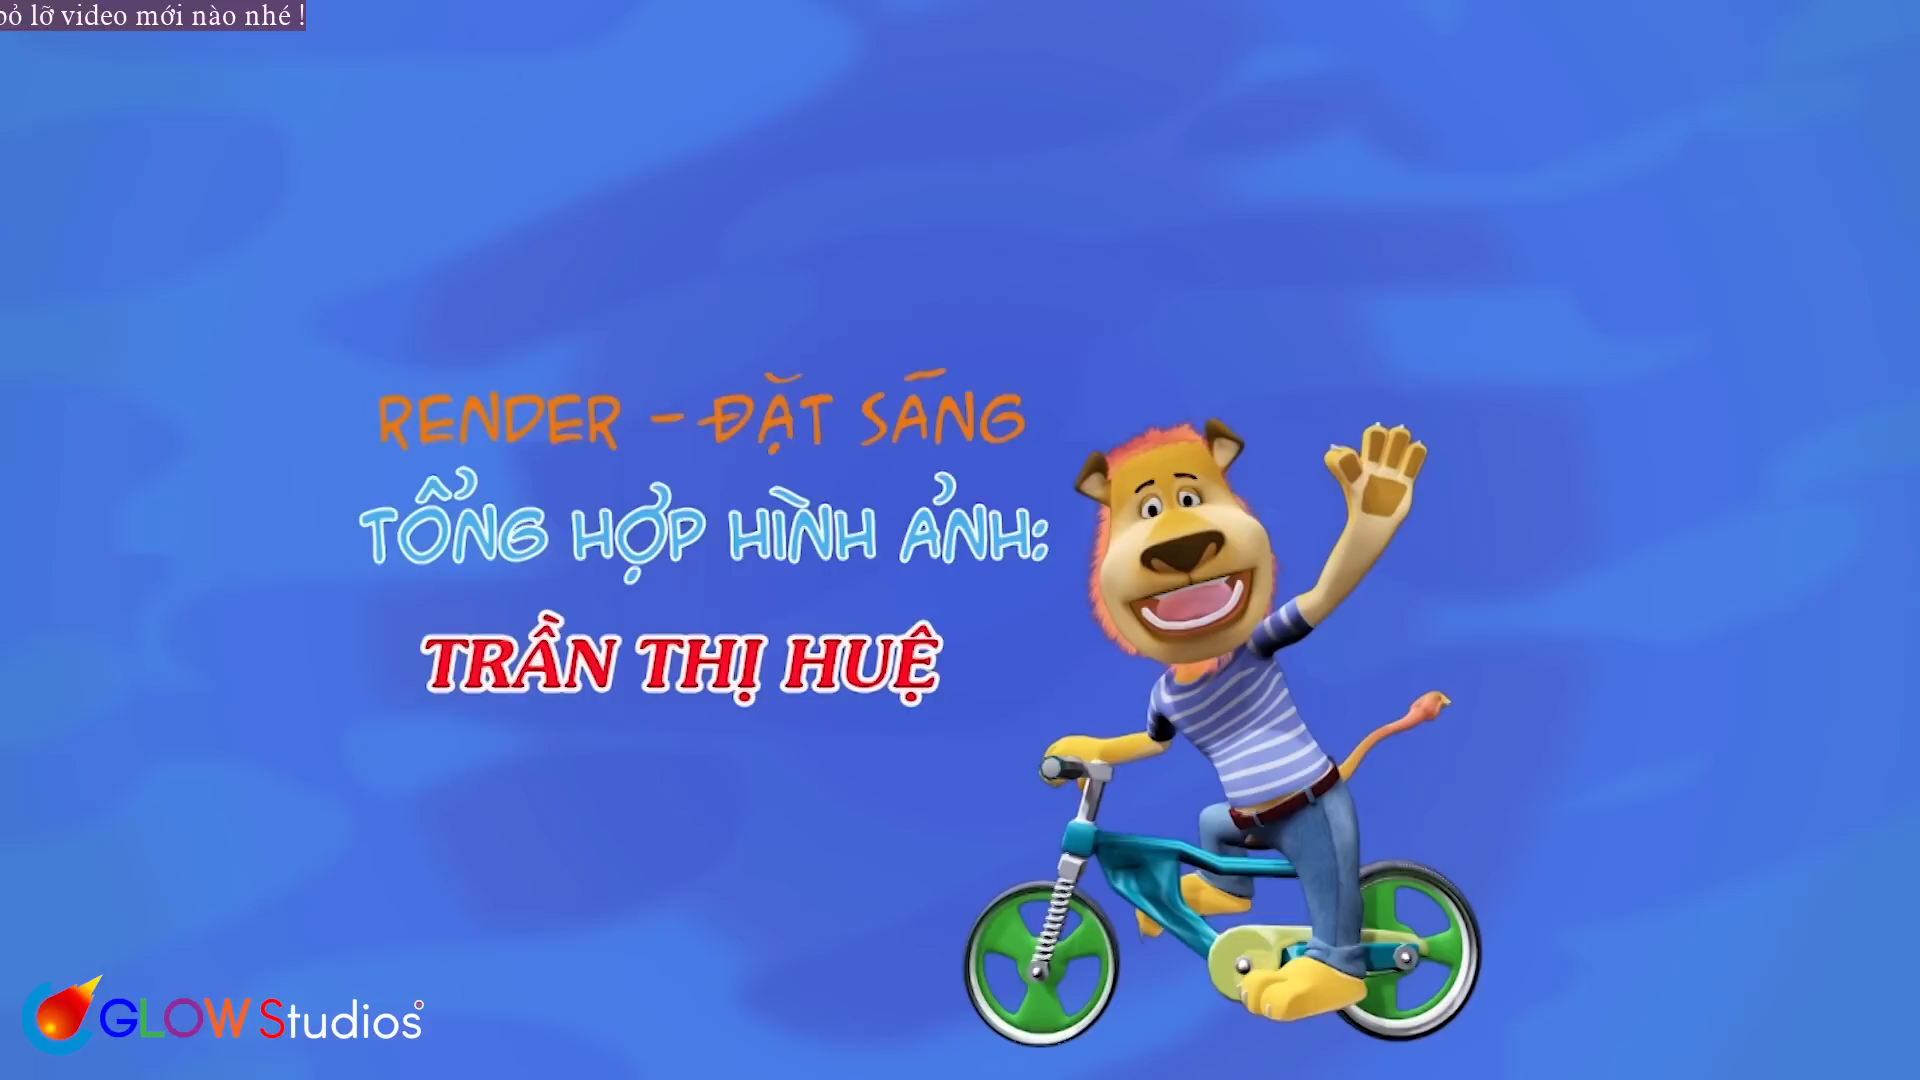 bỏ lỡ video mới nào nhé !
RENDER - ĐẶT SÁNG
TỔNG HỢP HÌNH ẢNH:
TRẦN THỊ HUỆ
GLOW Studios